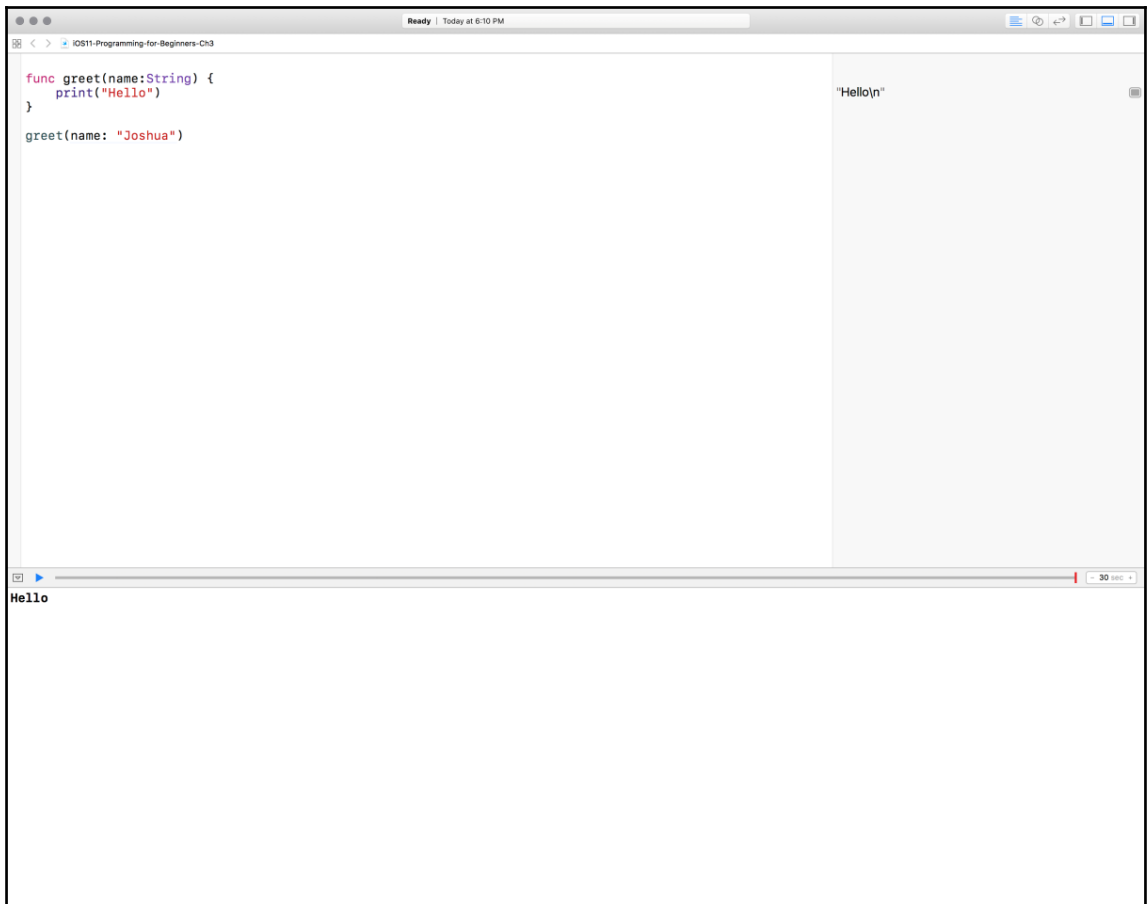 Ready | Today at 6:10 PM
iOS11-Programming-for-Beginners-Ch3
func greet(name:String) {
    print("Hello")
}
greet(name: "Joshua")
"Hello\n"
- 30 sec +
Hello